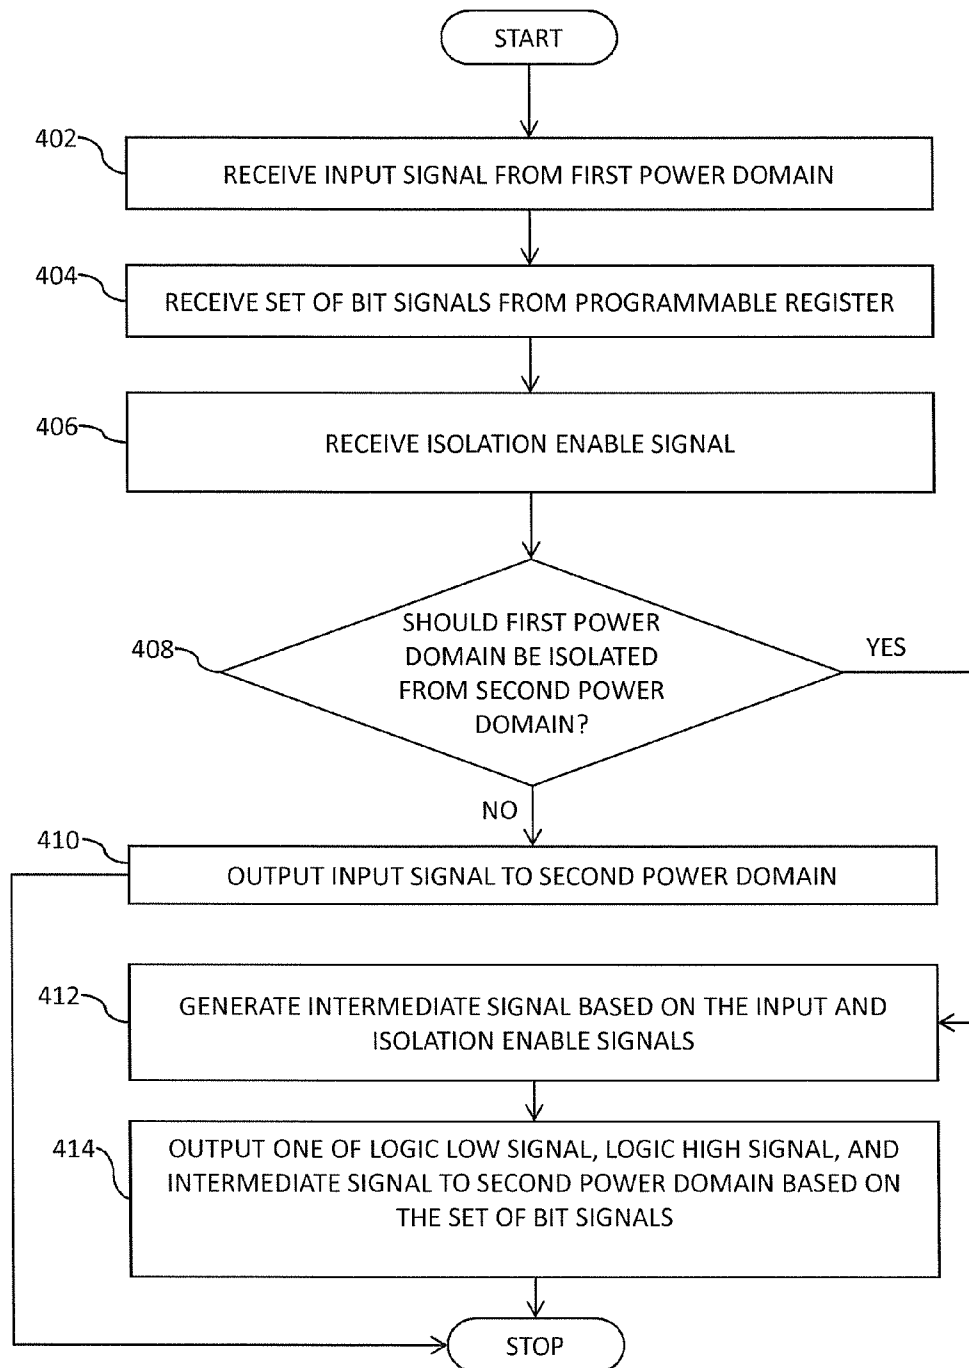 START
402
RECEIVE INPUT SIGNAL FROM FIRST POWER DOMAIN
404
RECEIVE SET OF BIT SIGNALS FROM PROGRAMMABLE REGISTER
406
RECEIVE ISOLATION ENABLE SIGNAL
408
SHOULD FIRST POWER
DOMAIN BE ISOLATED
FROM SECOND POWER
DOMAIN?
YES
NO
410
OUTPUT INPUT SIGNAL TO SECOND POWER DOMAIN
412
GENERATE INTERMEDIATE SIGNAL BASED ON THE INPUT AND
ISOLATION ENABLE SIGNALS
414
OUTPUT ONE OF LOGIC LOW SIGNAL, LOGIC HIGH SIGNAL, AND
INTERMEDIATE SIGNAL TO SECOND POWER DOMAIN BASED ON
THE SET OF BIT SIGNALS
STOP